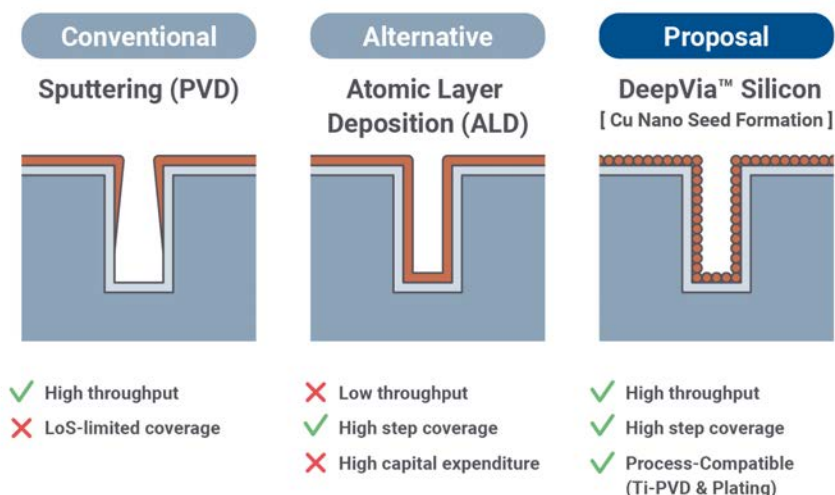 Conventional
Sputtering (PVD)
High throughput
LoS-limited coverage
Alternative
Atomic Layer
Deposition (ALD)
Low throughput
High step coverage
High capital expenditure
Proposal
DeepVia™ Silicon
[ Cu Nano Seed Formation ]
High throughput
High step coverage
Process-Compatible
(Ti-PVD & Plating)